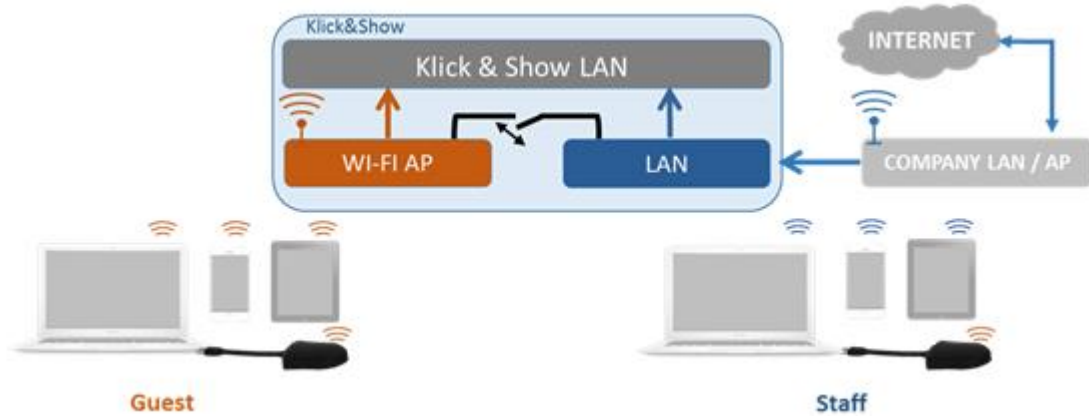 Klick&Show
Klick & Show LAN
INTERNET
WI-FI AP
LAN
COMPANY LAN / AP
Guest
Staff